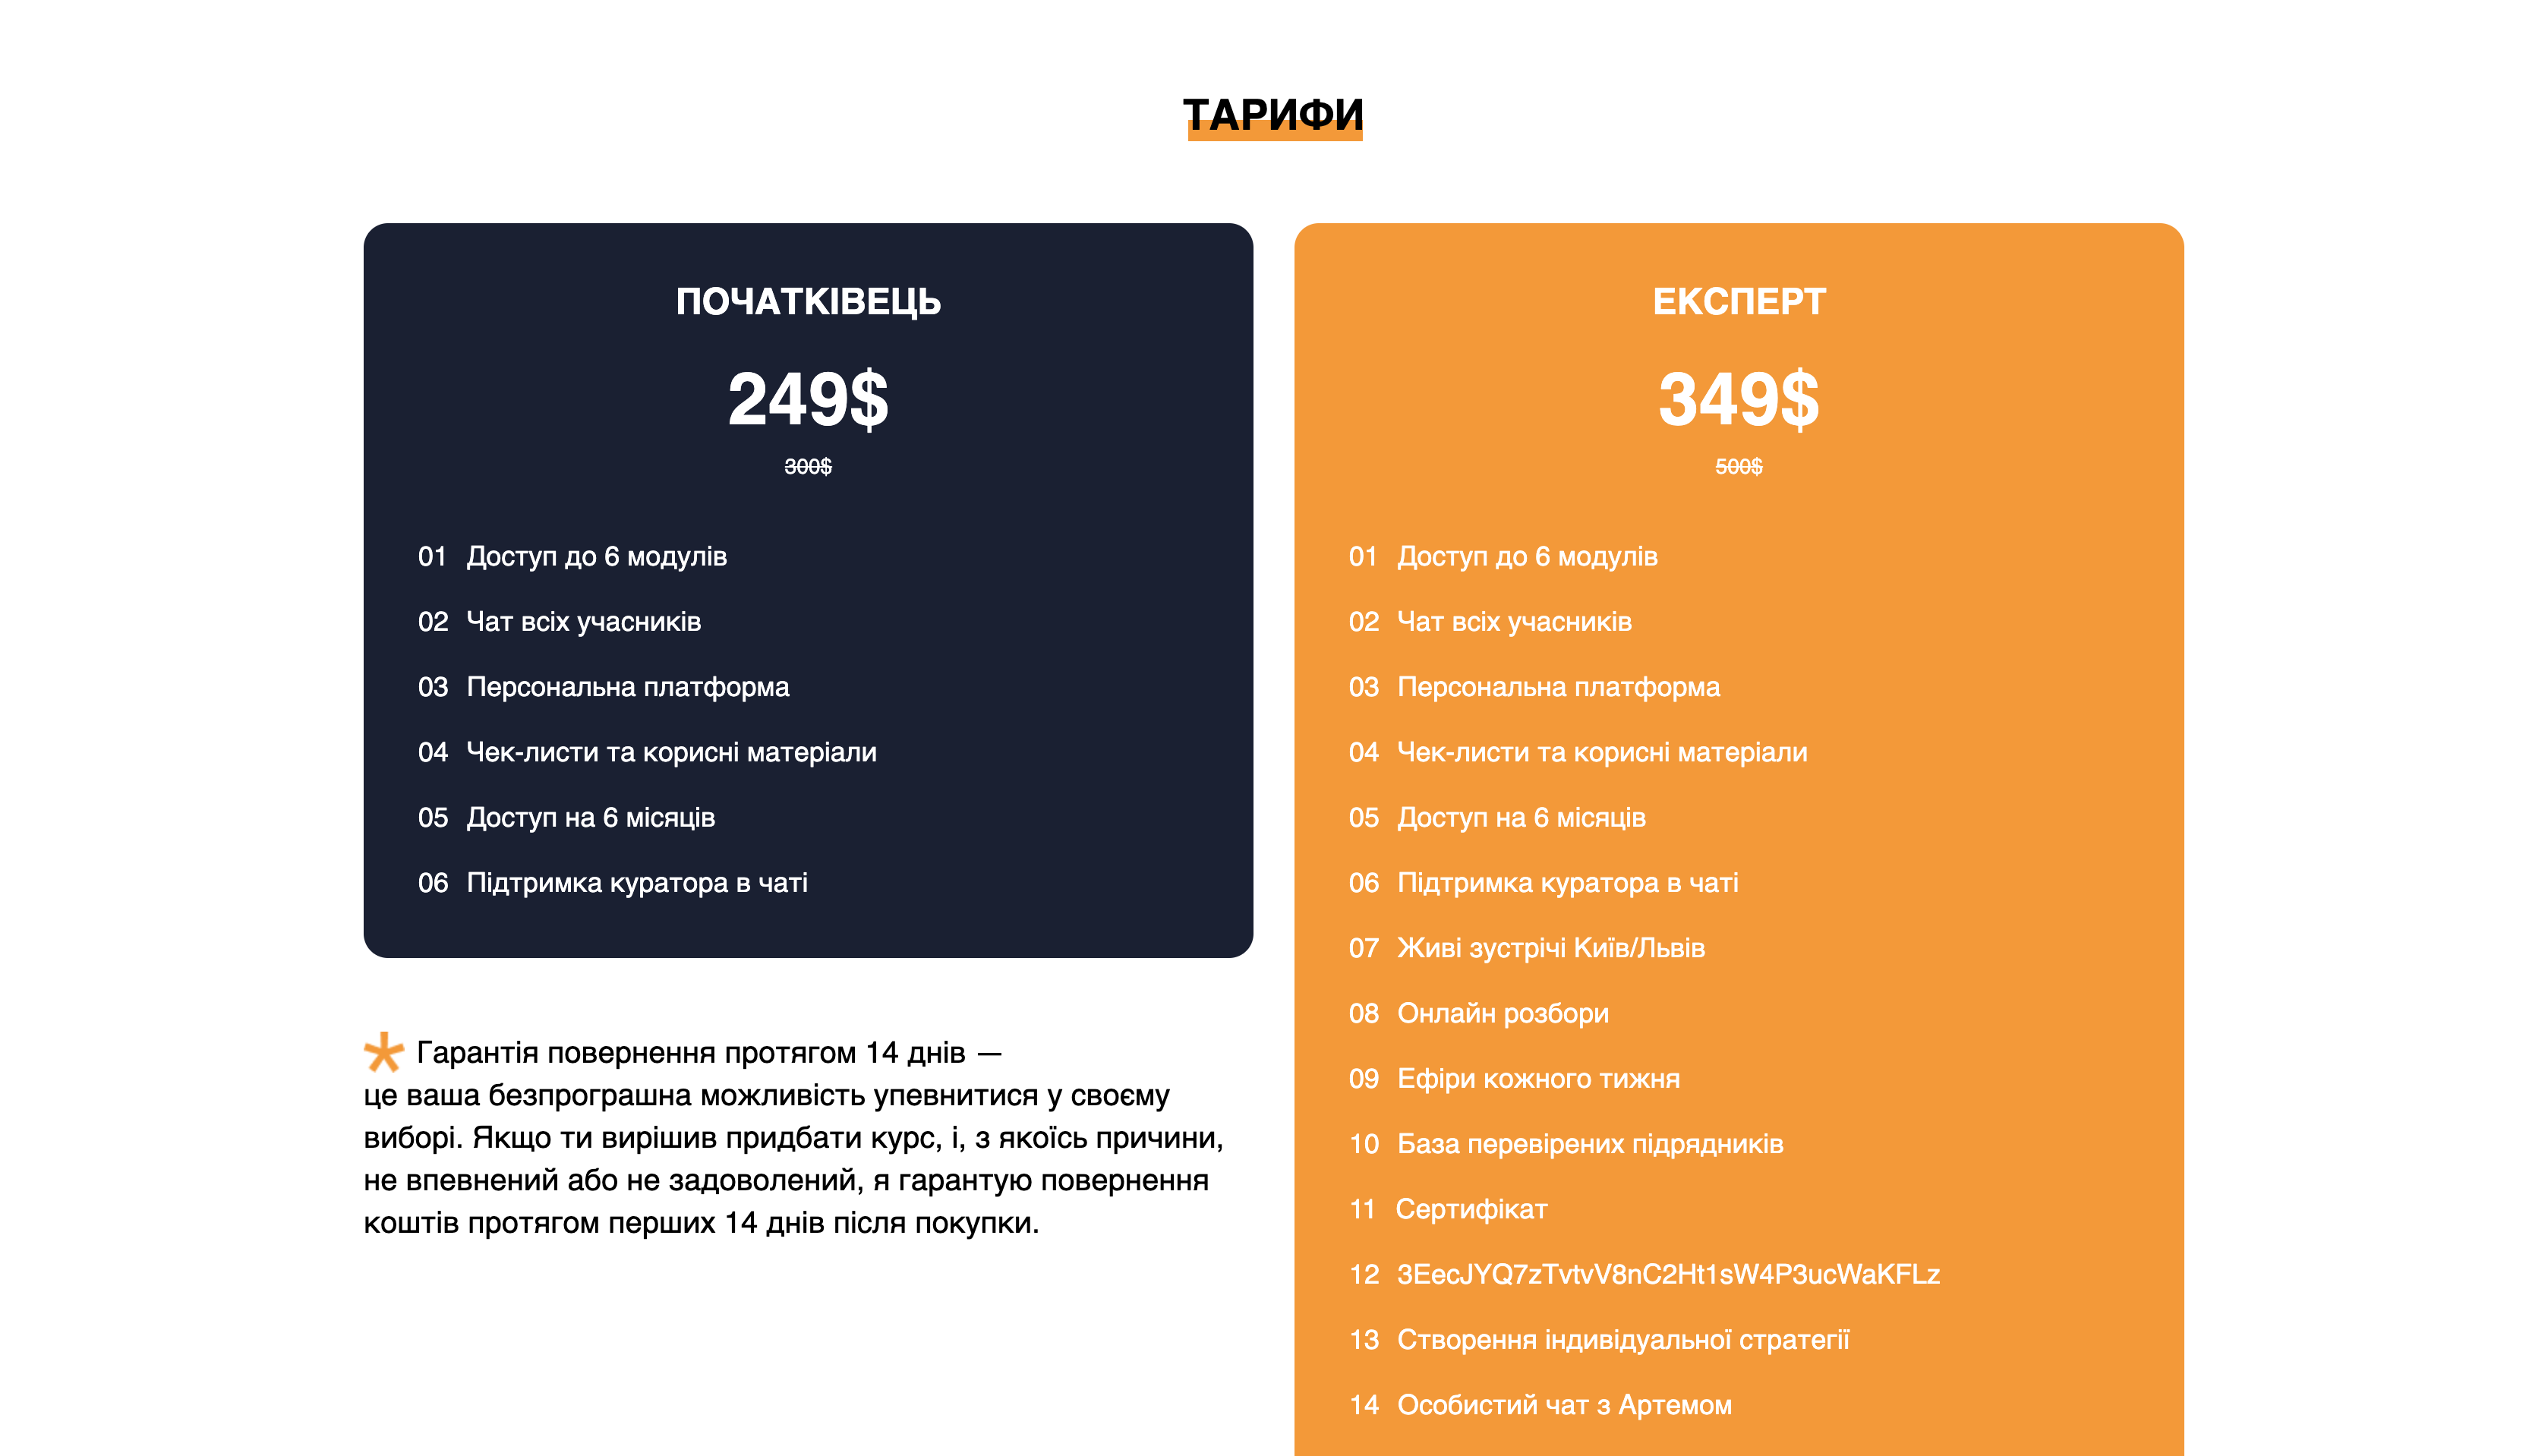 ТАРИФИ
ПОЧАТКІВЕЦЬ
249$
300$
01 Доступ до 6 модулів
02 Чат всіх учасників
03 Персональна платформа
04 Чек-листи та корисні матеріали
05 Доступ на 6 місяців
06 Підтримка куратора в чаті
* Гарантія повернення протягом 14 днів —
це ваша безпрограшна можливість упевнитися у своєму
виборі. Якщо ти вирішив придбати курс, і, з якоїсь причини,
не впевнений або не задоволений, я гарантую повернення
коштів протягом перших 14 днів після покупки.
ЕКСПЕРТ
349$
500$
01 Доступ до 6 модулів
02 Чат всіх учасників
03 Персональна платформа
04 Чек-листи та корисні матеріали
05 Доступ на 6 місяців
06 Підтримка куратора в чаті
07 Живі зустрічі Київ/Львів
08 Онлайн розбори
09 Ефіри кожного тижня
10 База перевірених підрядників
11 Сертифікат
12 3EecJYQ7zTvtvV8nC2Ht1sW4P3ucWaKFLz
13 Створення індивідуальної стратегії
14 Особистий чат з Артемом